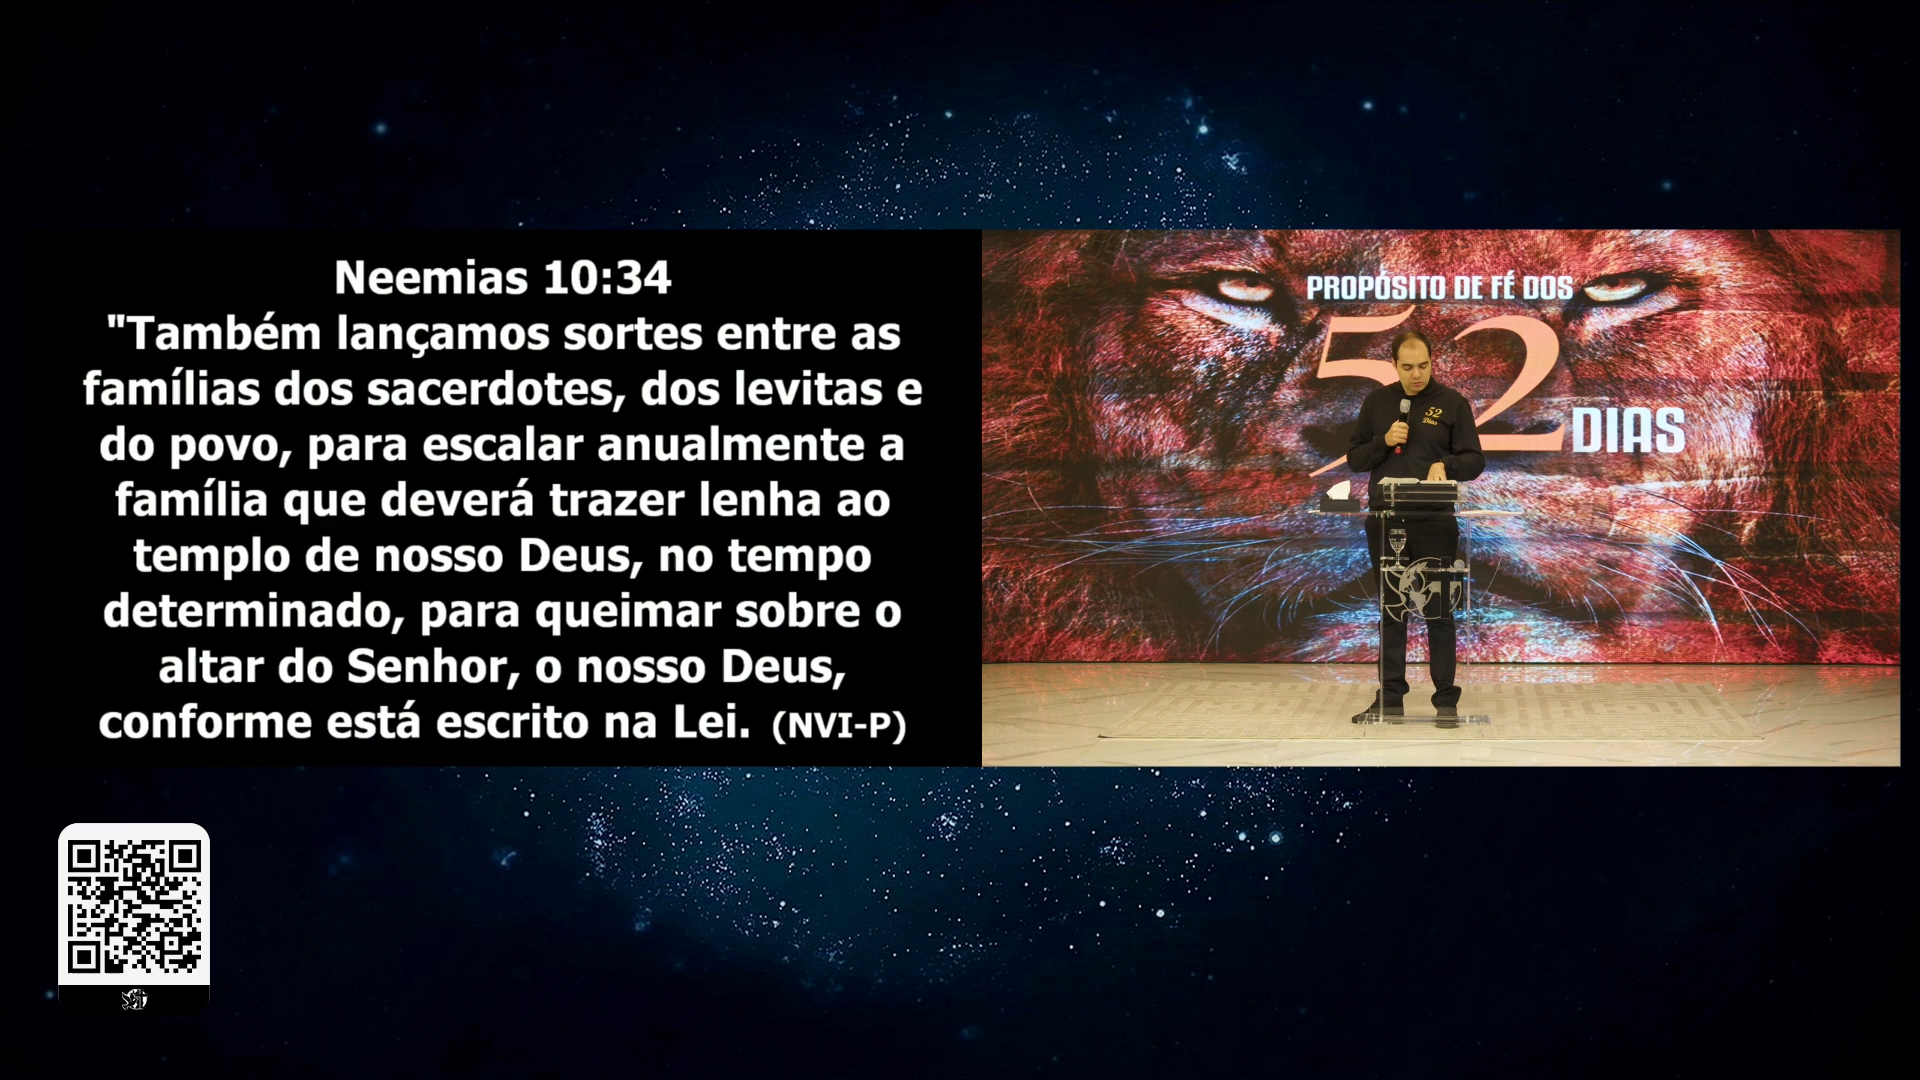 Neemias 10:34
"Também lançamos sortes entre as
famílias dos sacerdotes, dos levitas e
do povo, para escalar anualmente a
família que deverá trazer lenha ao
templo de nosso Deus, no tempo
determinado, para queimar sobre o
altar do Senhor, o nosso Deus,
conforme está escrito na Lei. (NVI-P)
PROPÓSITO DE FÉ DOS
52
DIAS
52
Dias